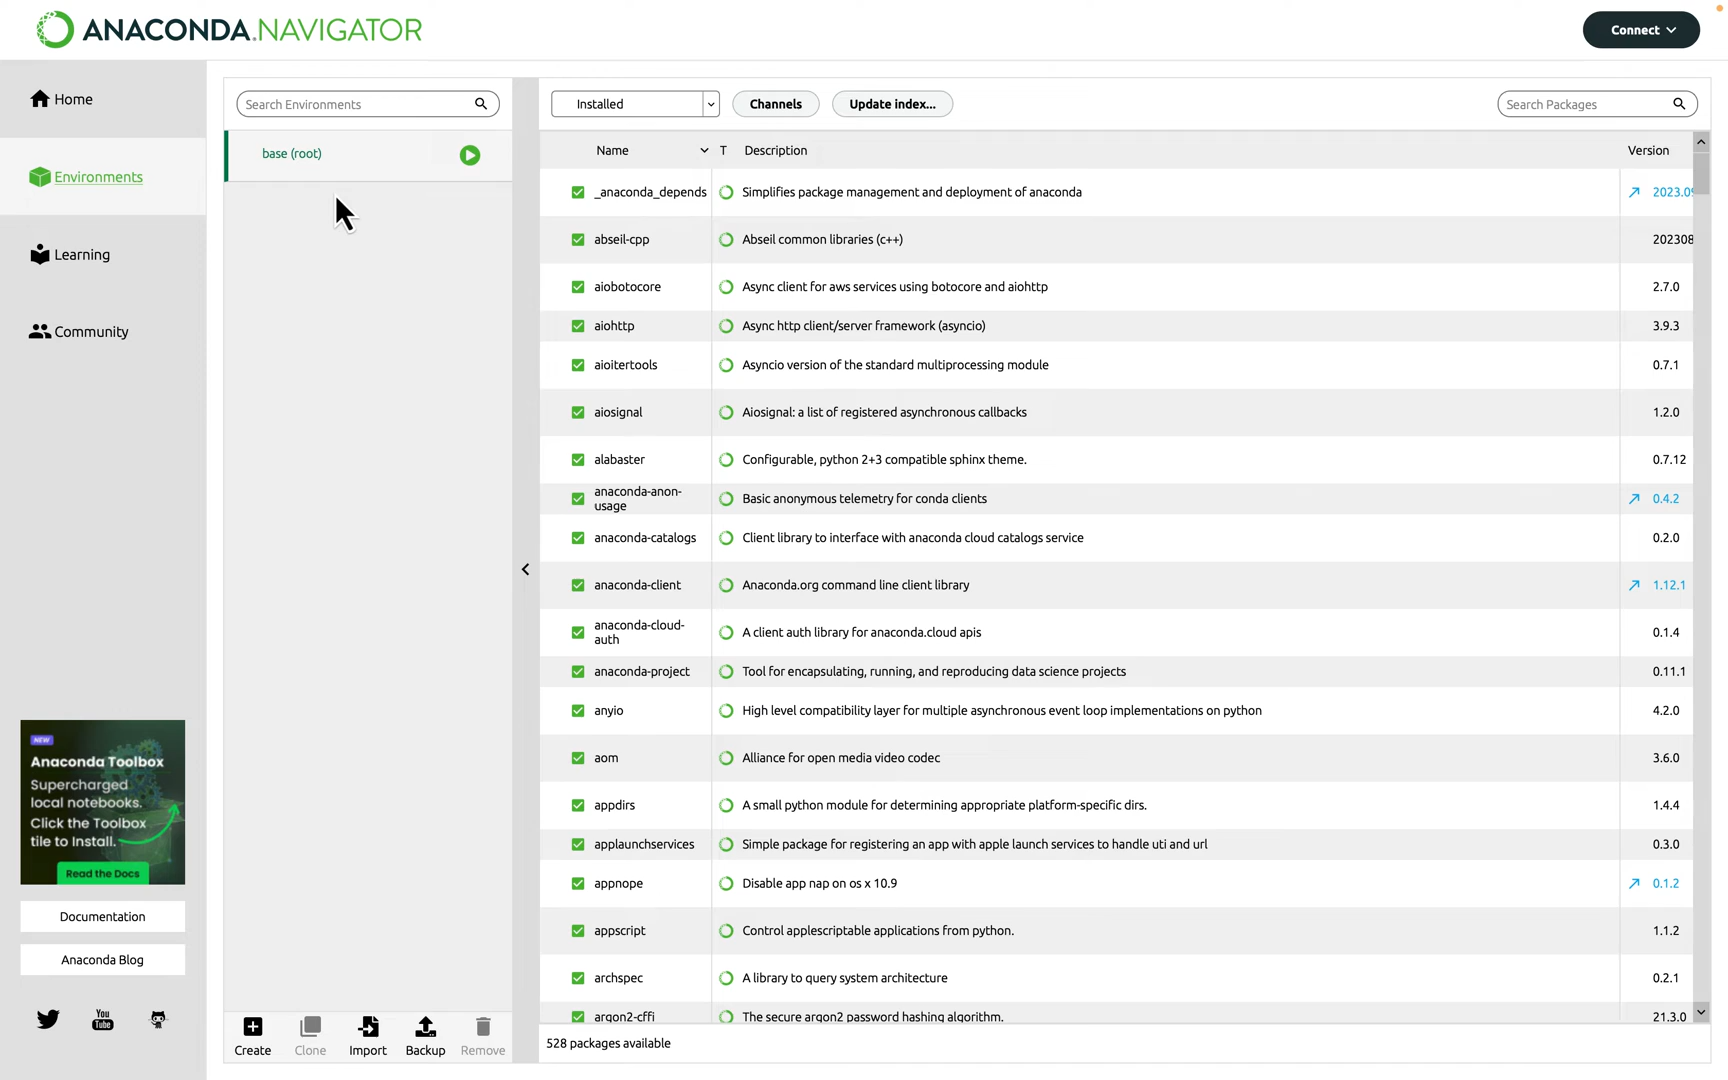 ANACONDA.NAVIGATOR
Connect
Home
Environments
Learning
Community
NEW
Anaconda Toolbox
Supercharged
local notebooks.
Click the Toolbox
tile to Install.
Read the Docs
Documentation
Anaconda Blog
You
Tube
Search Environments
base (root)
Create
Clone
Import
Backup
Remove
Installed
Channels
Update index...
Search Packages
Name T Description Version
_anaconda_depends Simplifies package management and deployment of anaconda
abseil-cpp Abseil common libraries (c++)
aiobotocore Async client for aws services using botocore and aiohttp 2.7.0
aiohttp Async http client/server framework (asyncio) 3.9.3
aioitertools Asyncio version of the standard multiprocessing module 0.7.1
aiosignal Aiosignal: a list of registered asynchronous callbacks 1.2.0
alabaster Configurable, python 2+3 compatible sphinx theme. 0.7.12
anaconda-anon-
usage Basic anonymous telemetry for conda clients 0.4.2
anaconda-catalogs Client library to interface with anaconda cloud catalogs service 0.2.0
anaconda-client Anaconda.org command line client library 1.12.1
anaconda-cloud-
auth A client auth library for anaconda.cloud apis 0.1.4
anaconda-project Tool for encapsulating, running, and reproducing data science projects 0.11.1
anyio High level compatibility layer for multiple asynchronous event loop implementations on python 4.2.0
aom Alliance for open media video codec 3.6.0
appdirs A small python module for determining appropriate platform-specific dirs. 1.4.4
applaunchservices Simple package for registering an app with apple launch services to handle uti and url 0.3.0
appnope Disable app nap on os x 10.9 0.1.2
appscript Control applescriptable applications from python. 1.1.2
archspec A library to query system architecture 0.2.1
argon2-cffi The secure argon2 password hashing algorithm. 21.3.0
528 packages available